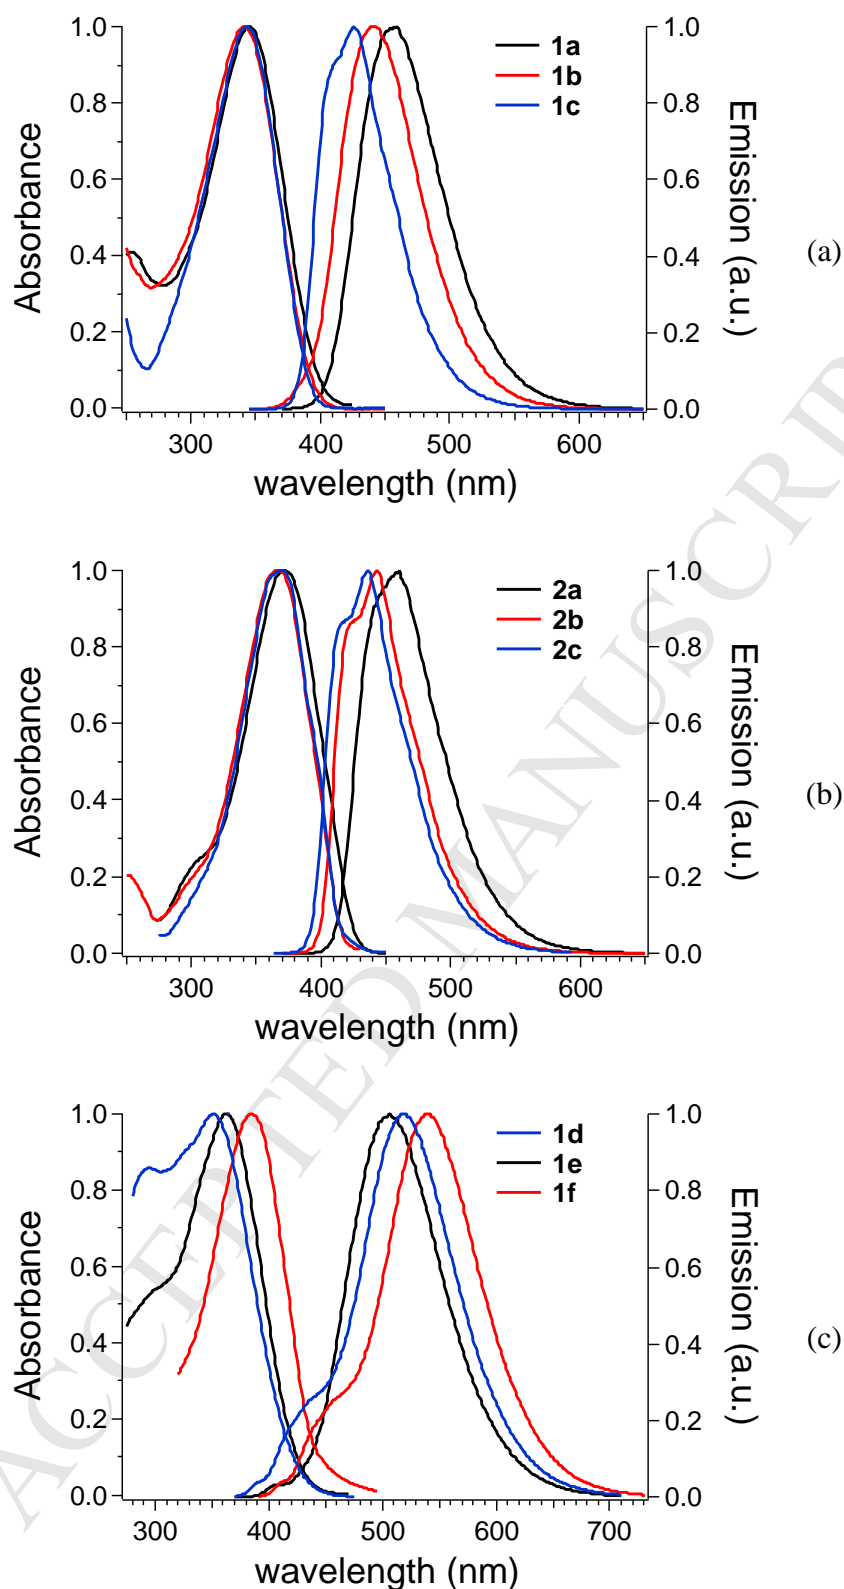 1.0
0.8
0.6
0.4
0.2
0.0
Absorbance
1a
1b
1c
1.0
0.8
0.6
0.4
0.2
0.0
Emission (a.u.)
(a)
300 400 500 600
wavelength (nm)
1.0
0.8
0.6
0.4
0.2
0.0
Absorbance
2a
2b
2c
1.0
0.8
0.6
0.4
0.2
0.0
Emission (a.u.)
(b)
300 400 500 600
wavelength (nm)
1.0
0.8
0.6
0.4
0.2
0.0
Absorbance
1d
1e
1f
1.0
0.8
0.6
0.4
0.2
0.0
Emission (a.u.)
(c)
300 400 500 600 700
wavelength (nm)
ACCEPTED MANUSCRIP